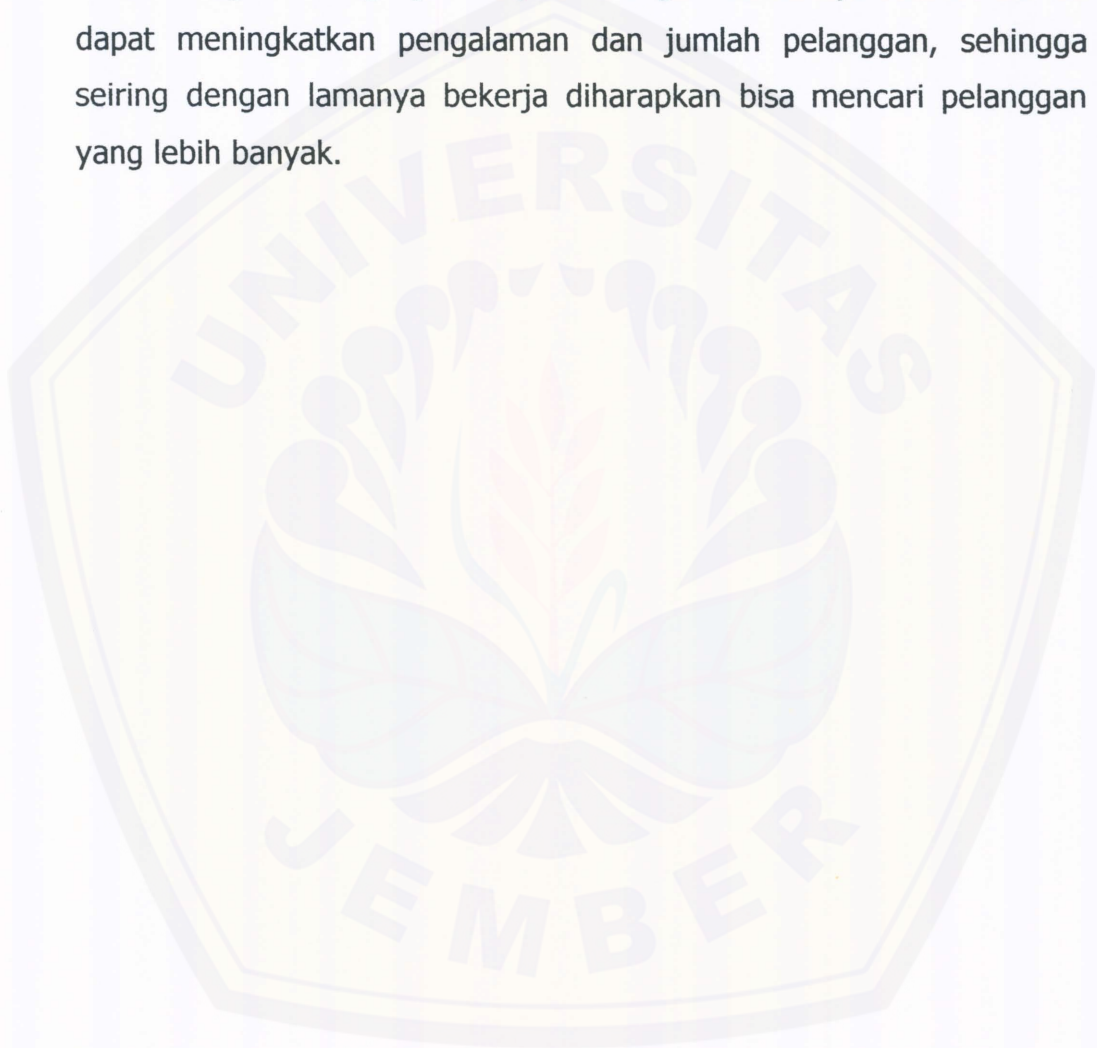 dapat meningkatkan pengalaman dan jumlah pelanggan, sehingga
seiring dengan lamanya bekerja diharapkan bisa mencari pelanggan
yang lebih banyak.
UNIVERSITAS
JEMBER